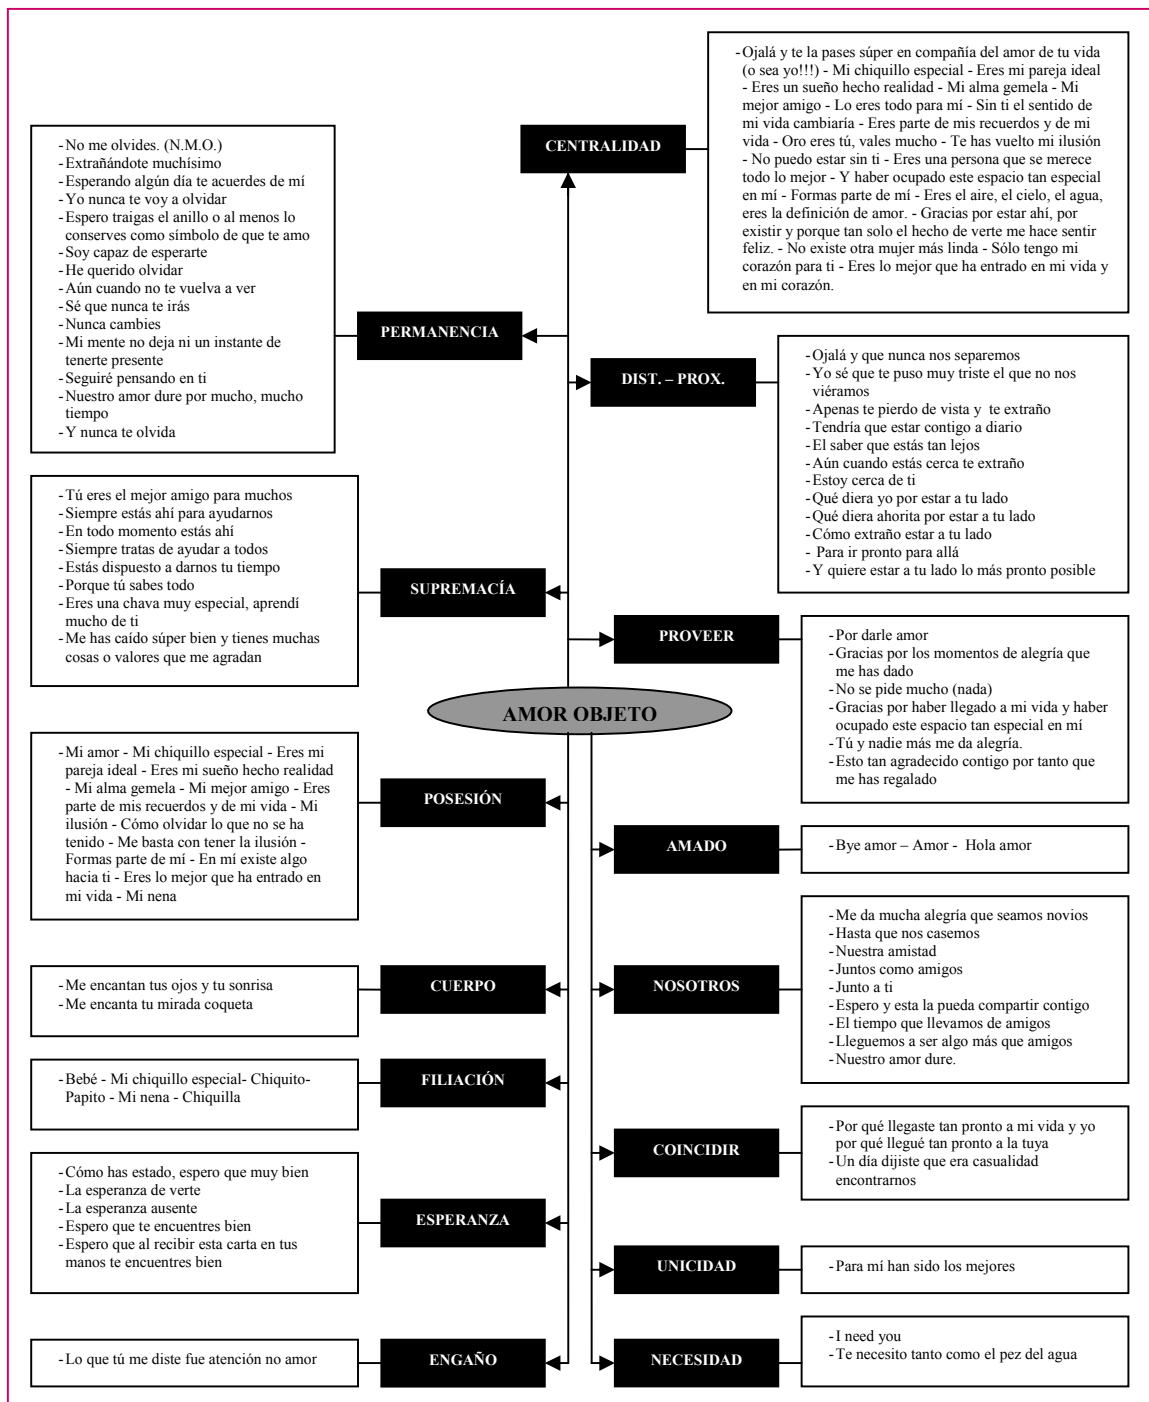 - Ojalá y te la pases súper en compañía del amor de tu vida
(o sea yo!!!) - Mi chiquillo especial - Eres mi pareja ideal
- Eres un sueño hecho realidad - Mi alma gemela - Mi
mejor amigo - Lo eres todo para mí - Sin ti el sentido de
mi vida cambiaría - Eres parte de mis recuerdos y de mi
vida - Oro eres tú, vales mucho - Te has vuelto mi ilusión
- No puedo estar sin ti - Eres una persona que se merece
todo lo mejor - Y haber ocupado este espacio tan especial
en mí - Formas parte de mí - Eres el aire, el cielo, el agua,
eres la definición de amor. - Gracias por estar ahí, por
existir y porque tan solo el hecho de verte me hace sentir
feliz. - No existe otra mujer más linda - Sólo tengo mi
corazón para ti - Eres lo mejor que ha entrado en mi vida y
en mi corazón.
CENTRALIDAD
- No me olvides. (N.M.O.)
- Extrañándote muchísimo
- Esperando algún día te acuerdes de mí
- Yo nunca te voy a olvidar
- Espero traigas el anillo o al menos lo
conserves como símbolo de que te amo
- Soy capaz de esperarte
- He querido olvidar
- Aún cuando no te vuelva a ver
- Sé que nunca te irás
- Nunca cambies
- Mi mente no deja ni un instante de
tenerte presente
- Seguiré pensando en ti
- Nuestro amor dure por mucho, mucho
tiempo
- Y nunca te olvida
PERMANENCIA
DIST. – PROX.
- Ojalá y que nunca nos separemos
- Yo sé que te puso muy triste el que no nos
viéramos
- Apenas te pierdo de vista y te extraño
- Tendría que estar contigo a diario
- El saber que estás tan lejos
- Aún cuando estás cerca te extraño
- Estoy cerca de ti
- Qué diera yo por estar a tu lado
- Qué diera ahorita por estar a tu lado
- Cómo extraño estar a tu lado
- Para ir pronto para allá
- Y quiere estar a tu lado lo más pronto posible
- Tú eres el mejor amigo para muchos
- Siempre estás ahí para ayudarnos
- En todo momento estás ahí
- Siempre tratas de ayudar a todos
- Estás dispuesto a darnos tu tiempo
- Porque tú sabes todo
- Eres una chava muy especial, aprendí
mucho de ti
- Me has caído súper bien y tienes muchas
cosas o valores que me agradan
SUPREMACÍA
PROVEER
- Por darle amor
- Gracias por los momentos de alegría que
me has dado
- No se pide mucho (nada)
- Gracias por haber llegado a mi vida y haber
ocupado este espacio tan especial en mí
- Tú y nadie más me da alegría.
- Esto tan agradecido contigo por tanto que
me has regalado
AMOR OBJETO
- Mi amor - Mi chiquillo especial - Eres mi
pareja ideal - Eres mi sueño hecho realidad
- Mi alma gemela - Mi mejor amigo - Eres
parte de mis recuerdos y de mi vida - Mi
ilusión - Cómo olvidar lo que no se ha
tenido - Me basta con tener la ilusión -
Formas parte de mí - En mí existe algo
hacia ti - Eres lo mejor que ha entrado en
mi vida - Mi nena
POSESIÓN
AMADO
- Bye amor – Amor - Hola amor
- Me encantan tus ojos y tu sonrisa
- Me encanta tu mirada coqueta
CUERPO
NOSOTROS
- Me da mucha alegría que seamos novios
- Hasta que nos casemos
- Nuestra amistad
- Juntos como amigos
- Junto a ti
- Espero y esta la pueda compartir contigo
- El tiempo que llevamos de amigos
- Lleguemos a ser algo más que amigos
- Nuestro amor dure.
- Bebé - Mi chiquillo especial- Chiquito-
Papito - Mi nena - Chiquilla
FILIACIÓN
COINCIDIR
- Por qué llegaste tan pronto a mi vida y yo
por qué llegué tan pronto a la tuya
- Un día dijiste que era casualidad
encontrarnos
- Cómo has estado, espero que muy bien
- La esperanza de verte
- La esperanza ausente
- Espero que te encuentres bien
- Espero que al recibir esta carta en tus
manos te encuentres bien
ESPERANZA
UNICIDAD
- Para mí han sido los mejores
- Lo que tú me diste fue atención no amor
ENGAÑO
NECESIDAD
- I need you
- Te necesito tanto como el pez del agua